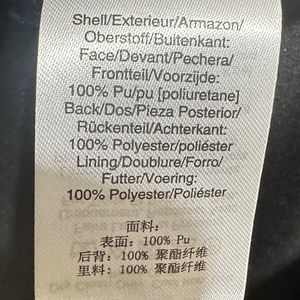 Shell/Exterieur/Armazon/
Oberstoff/Buitenkant:
Face/Devant/Pechera/
Frontteil/Voorzijde:
100% Pu/pu [poliuretane]
Back/Dos/Pieza Posterior/
Rückenteil/Achterkant:
100% Polyester/poliéster
Lining/Doublure/Forro/
Futter/Voering:
100% Polyester/Poliéster
面料:
表面: 100% Pu
后背: 100% 聚酯纤维
里料: 100% 聚酯纤维